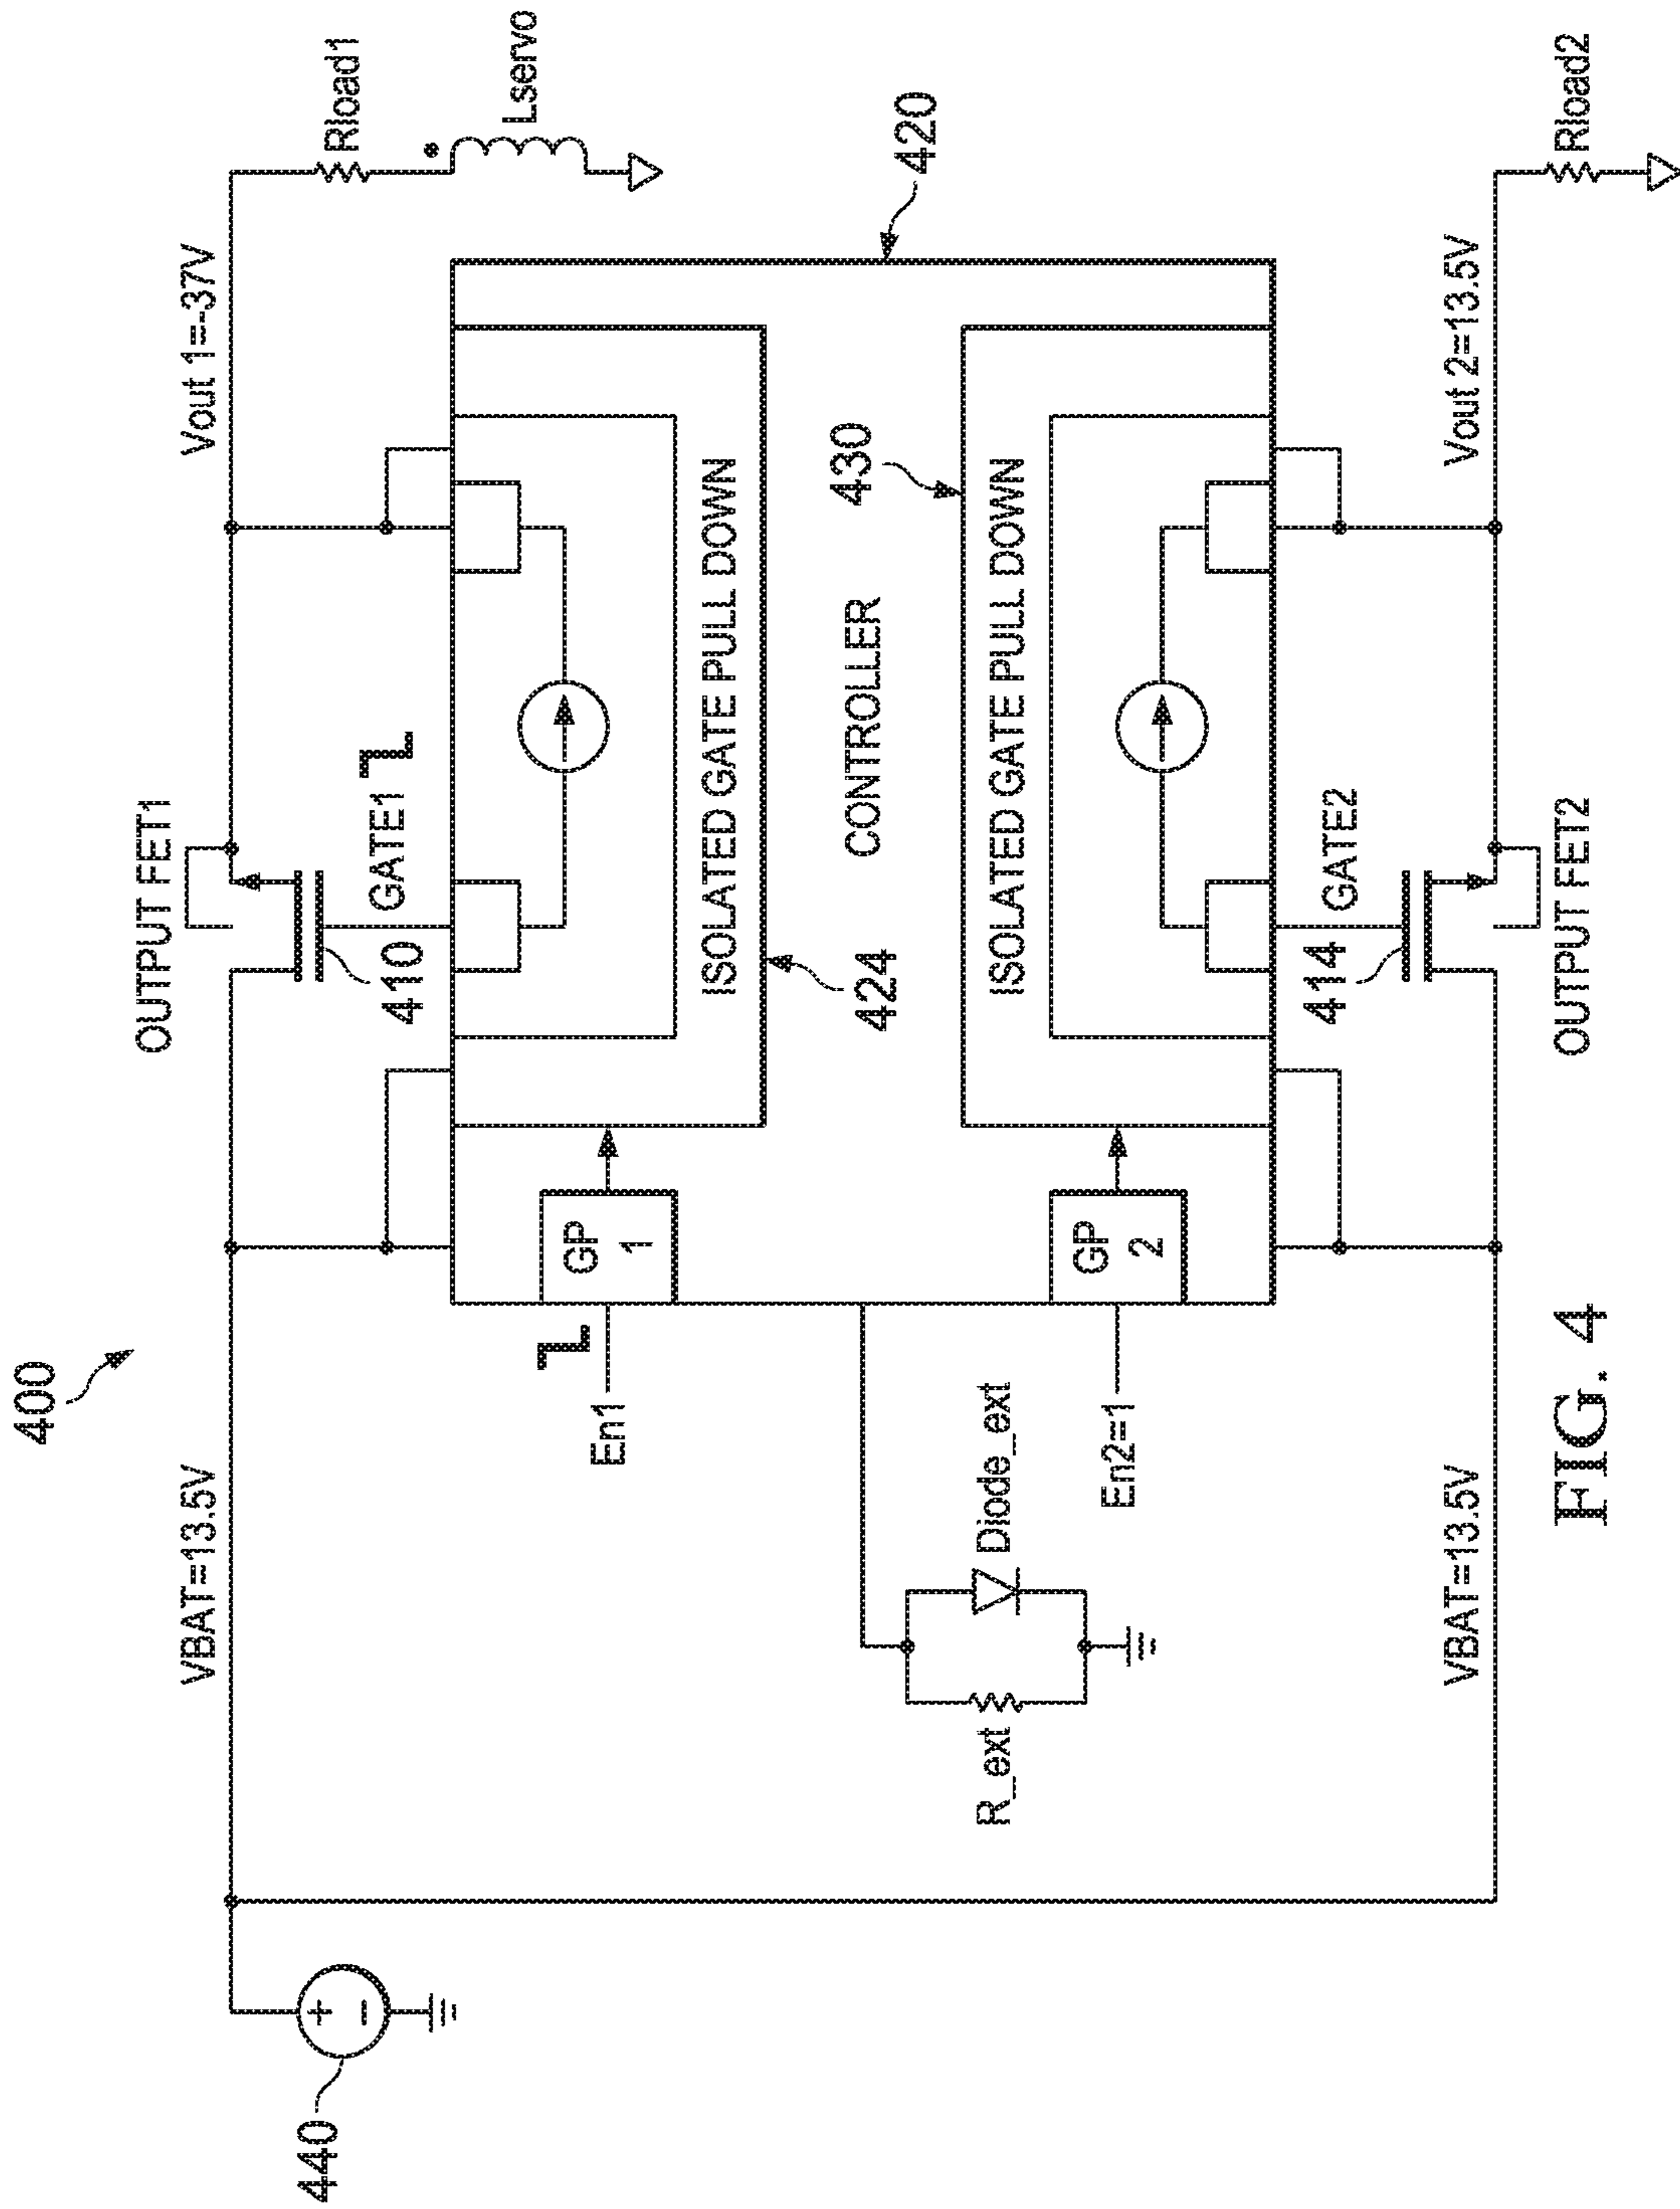 400
440
VBAT=13.5V
OUTPUT FET1
410
GATE1
Vout 1=-37V
Rload1
Lservo
En1
GP
1
ISOLATED GATE PULL DOWN
424
CONTROLLER
420
430
ISOLATED GATE PULL DOWN
R_ext
Diode_ext
En2=1
GP
2
414
GATE2
VBAT=13.5V
OUTPUT FET2
Vout 2=13.5V
Rload2
FIG. 4